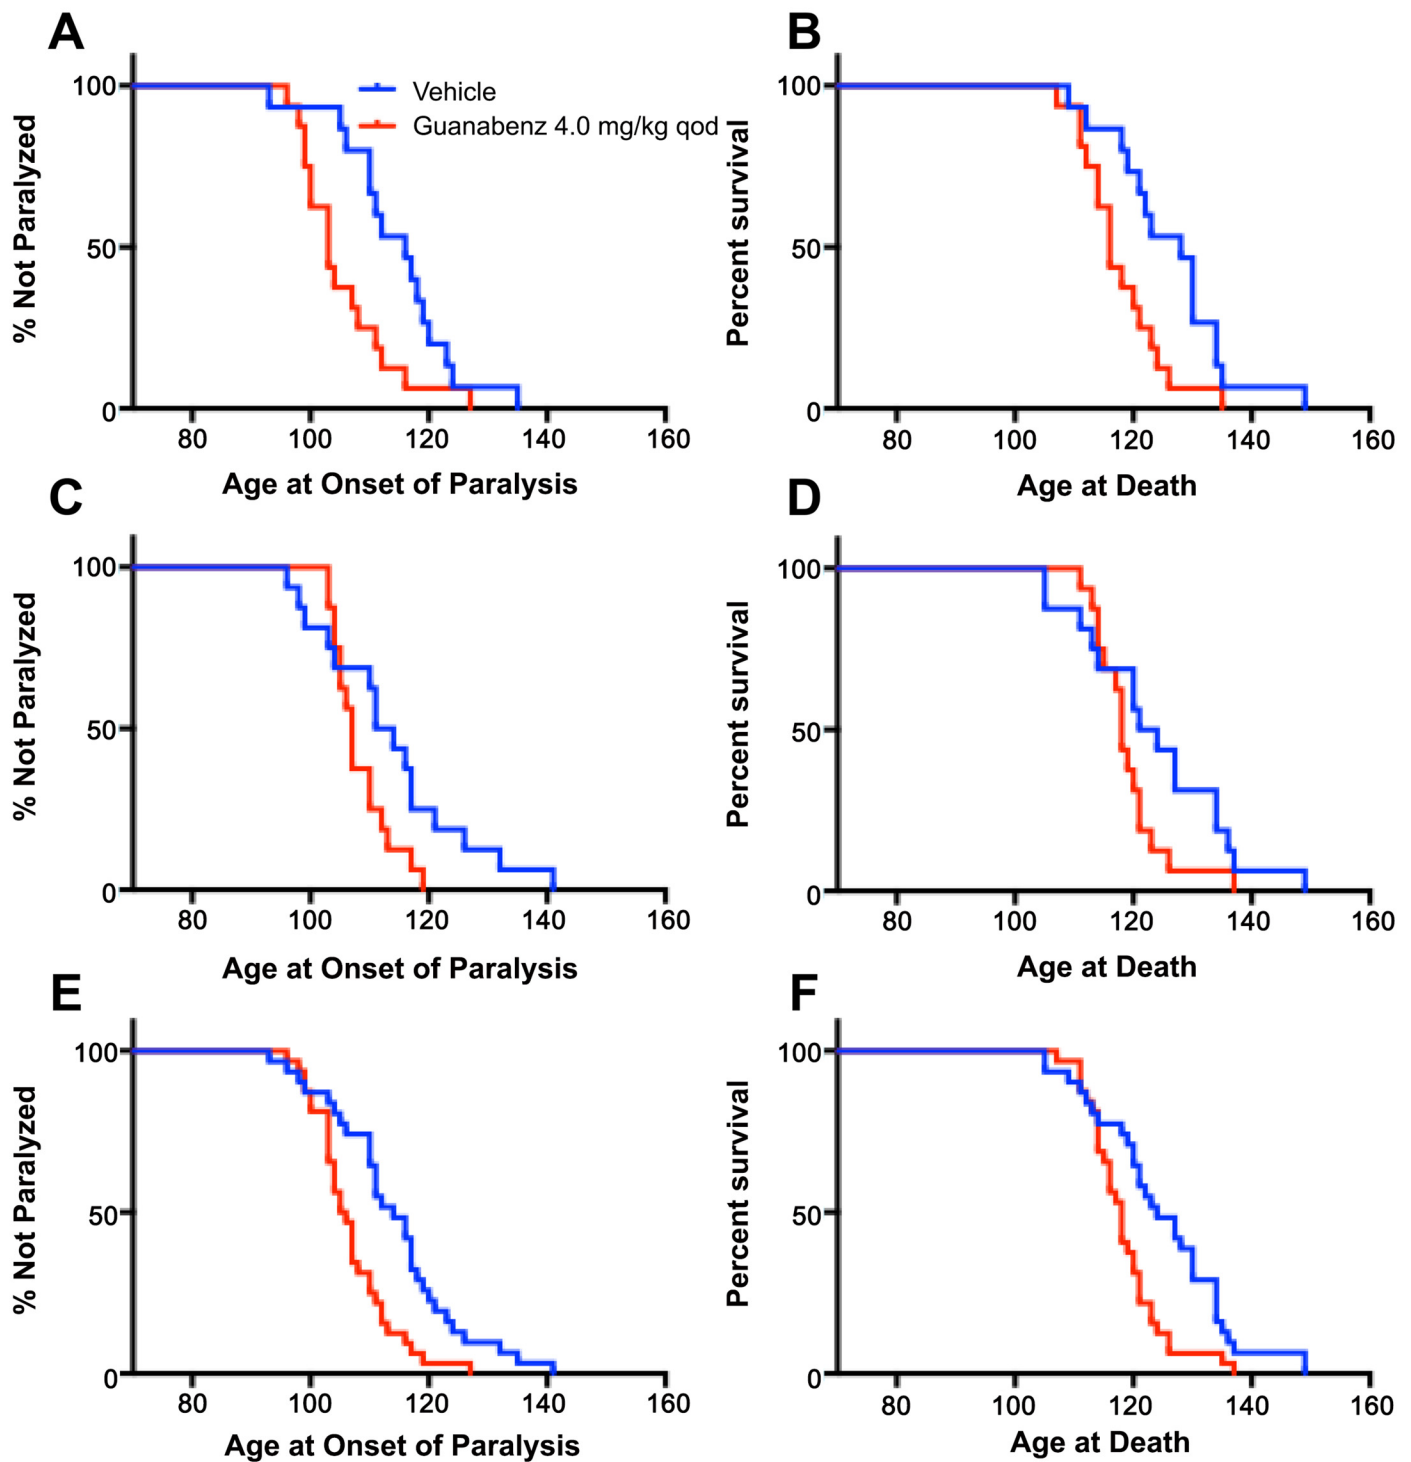 A
% Not Paralyzed
100
50
0
80 100 120 140 160
Age at Onset of Paralysis
Vehicle
Guanabenz 4.0 mg/kg qod
B
Percent survival
100
50
0
80 100 120 140 160
Age at Death
C
% Not Paralyzed
100
50
0
80 100 120 140 160
Age at Onset of Paralysis
D
Percent survival
100
50
0
80 100 120 140 160
Age at Death
E
% Not Paralyzed
100
50
0
80 100 120 140 160
Age at Onset of Paralysis
F
Percent survival
100
50
0
80 100 120 140 160
Age at Death